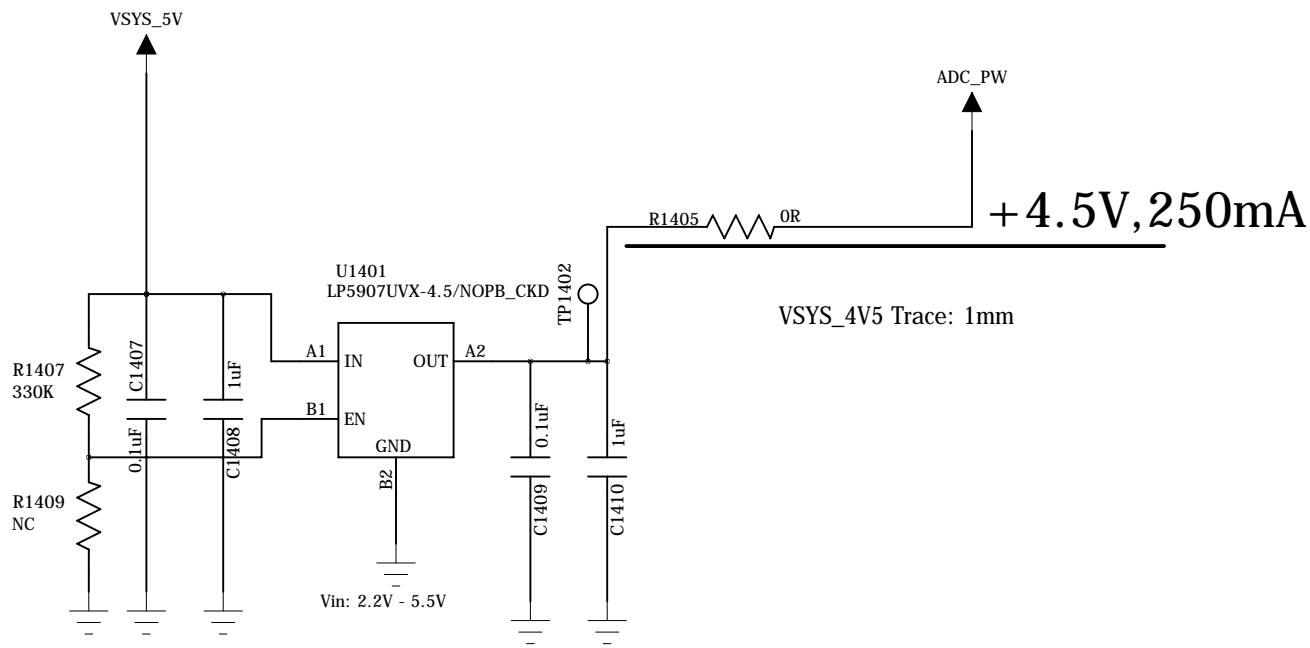 VSYS_5V
ADC_PW
+4.5V,250mA
R1405
0R
U1401
LP5907UVX-4.5/NOPB_CKD
TP1402
VSYS_4V5 Trace: 1mm
A1
IN
OUT
A2
R1407
330K
C1407
1uF
B1
EN
GND
0.1uF
C1408
B2
0.1uF
1uF
R1409
NC
C1409
C1410
Vin: 2.2V - 5.5V